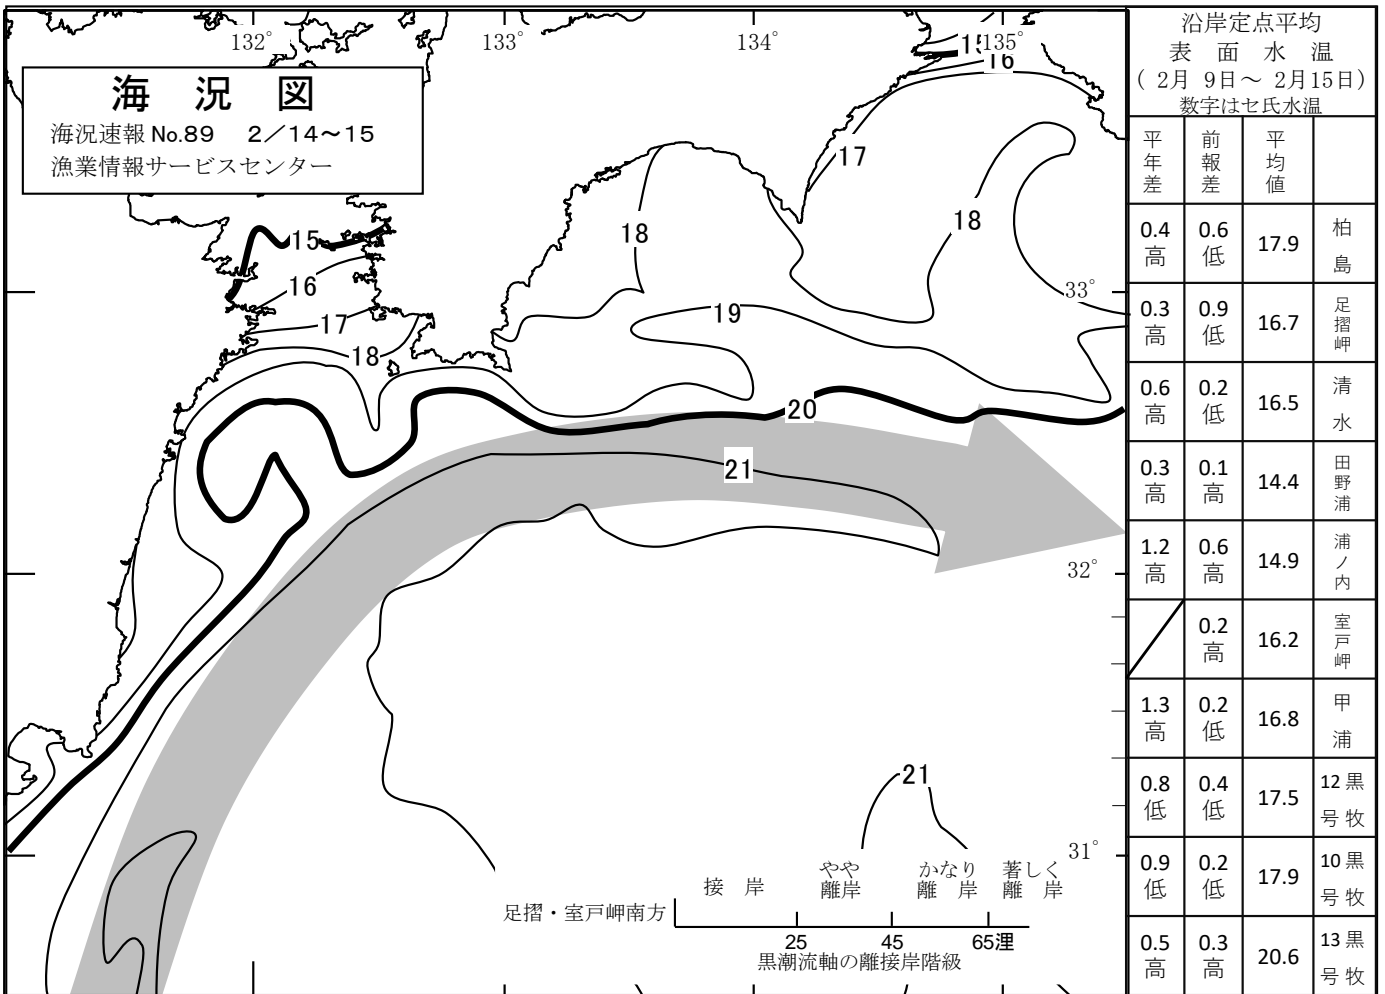 海 況 図
海況速報 No.89 2／14～15
漁業情報サービスセンター
132°
133°
134°
135°
15
16
17
18
15
16
17
18
18
19
20
21
21
33°
32°
31°
接 岸
やや
離岸
かなり
離 岸
著しく
離 岸
足摺・室戸岬南方
25
45
65浬
黒潮流軸の離接岸階級
沿岸定点平均
表 面 水 温
( 2月 9日～ 2月15日)
数字はセ氏水温
平年差 前報差 平均値
0.4高 0.6低 17.9 柏島
0.3高 0.9低 16.7 足摺岬
0.6高 0.2低 16.5 清水
0.3高 0.1高 14.4 田野浦
1.2高 0.6高 14.9 浦ノ内
0.2高 16.2 室戸岬
1.3高 0.2低 16.8 甲浦
0.8低 0.4低 17.5 黒牧12号
0.9低 0.2低 17.9 黒牧10号
0.5高 0.3高 20.6 黒牧13号